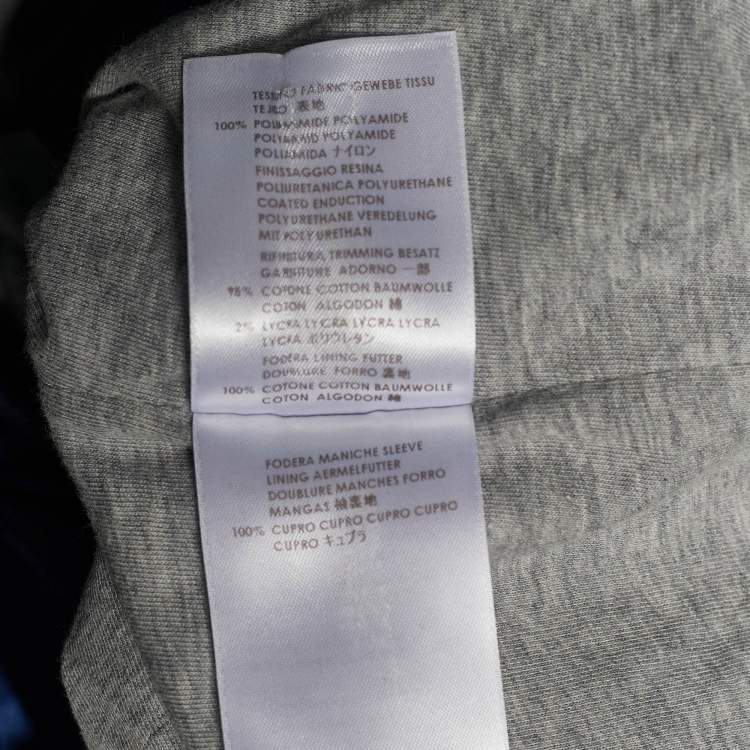 TESSUTO FABRIC GEWEBE TISSU
TEJIDO 表地
100% POLIAMMIDE POLYAMIDE
POLYAMID POLYAMIDE
POLIAMIDA ナイロン
FINISSAGGIO RESINA
POLIURETANICA POLYURETHANE
COATED ENDUCTION
POLYURETHANE VEREDELUNG
MIT POLYURETHAN
RIFINITURA TRIMMING BESATZ
GARNITURE ADORNO 一部
98% COTONE COTTON BAUMWOLLE
COTON ALGODON 綿
2% LYCRA LYCRA LYCRA LYCRA
LYCRA ポリウレタン
FODERA LINING FUTTER
DOUBLURE FORRO 裏地
100% COTONE COTTON BAUMWOLLE
COTON ALGODON 綿
FODERA MANICHE SLEEVE
LINING AERMELFUTTER
DOUBLURE MANCHES FORRO
MANGAS 袖裏地
100% CUPRO CUPRO CUPRO CUPRO
CUPRO キュプラ